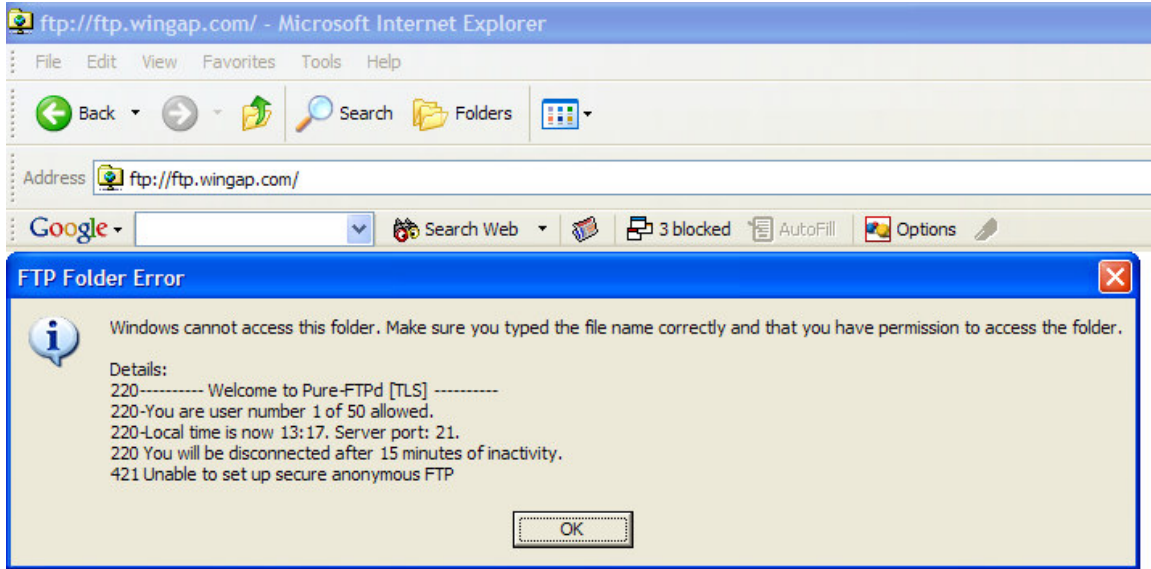 ftp://ftp.wingap.com/ - Microsoft Internet Explorer
File Edit View Favorites Tools Help
Back Search Folders
Address ftp://ftp.wingap.com/
Google Search Web 3 blocked AutoFill Options
FTP Folder Error
Windows cannot access this folder. Make sure you typed the file name correctly and that you have permission to access the folder.
Details:
220---------- Welcome to Pure-FTPd [TLS] ----------
220-You are user number 1 of 50 allowed.
220-Local time is now 13:17. Server port: 21.
220 You will be disconnected after 15 minutes of inactivity.
421 Unable to set up secure anonymous FTP
OK